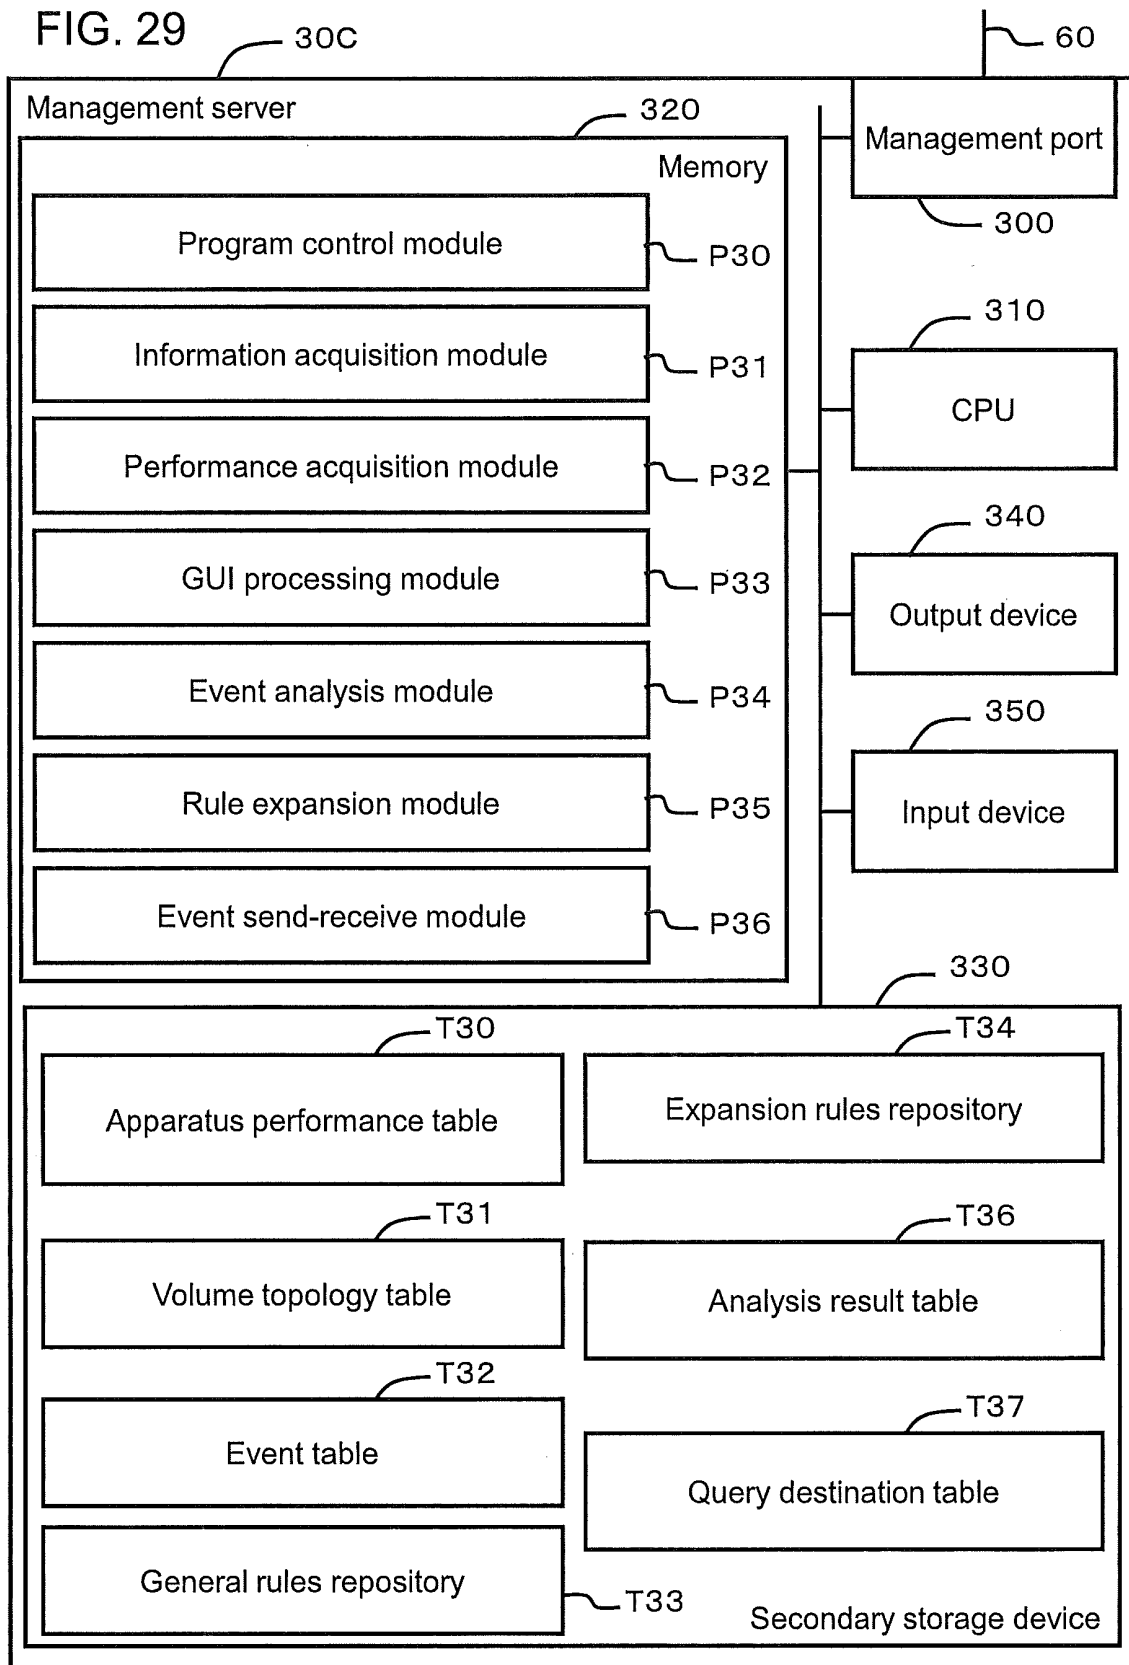 FIG. 29
30C
60
Management server
320
Management port
300
Memory
Program control module
P30
Information acquisition module
P31
Performance acquisition module
P32
GUI processing module
P33
Event analysis module
P34
Rule expansion module
P35
Event send-receive module
P36
310
CPU
340
Output device
350
Input device
330
T30
Apparatus performance table
T34
Expansion rules repository
T31
Volume topology table
T36
Analysis result table
T32
Event table
T37
Query destination table
General rules repository
T33
Secondary storage device